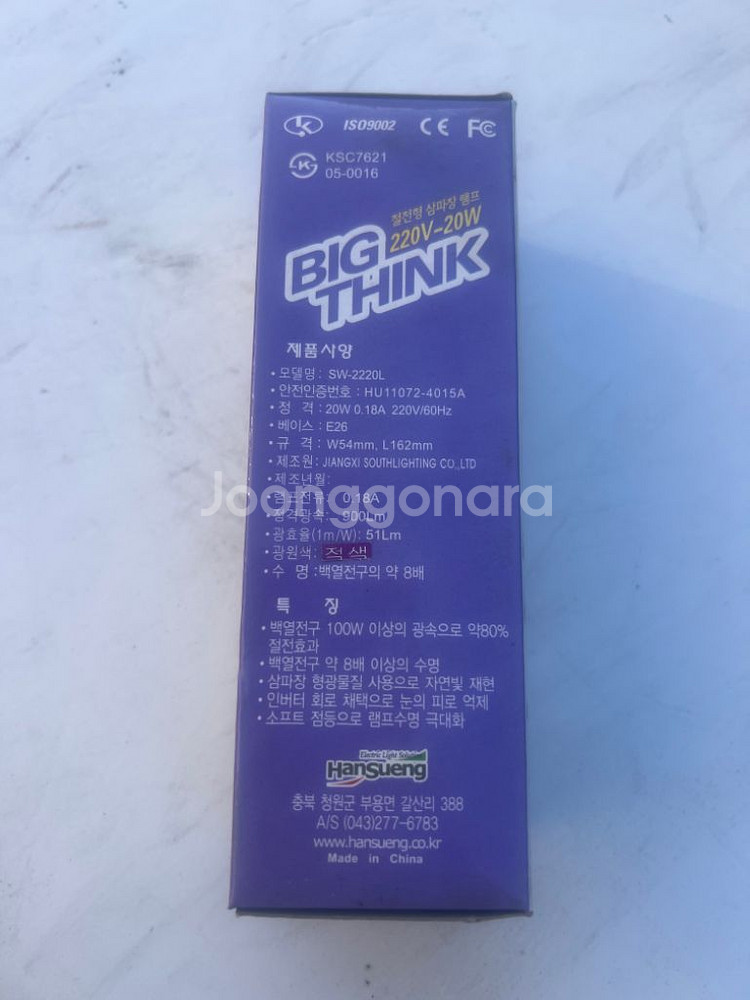 ISO9002 CE FC
KSC7621
05-0016
절전형 삼파장 램프
220V-20W
BIG
THINK
제품사양
• 모델명 : SW-2220L
• 안전인증번호 : HU11072-4015A
• 정 격 : 20W 0.18A 220V/60Hz
• 베이스 : E26
• 규 격 : W54mm, L162mm
• 제조원 : JIANGXI SOUTHLIGHTING CO.,LTD
• 제조년월 :
Joonggonara
• 램프전류 : 0.18A
• 정격광속 : 900Lm
• 광효율(1m/W): 51Lm
• 광원색 : 적색
• 수 명 :백열전구의 약 8배
특 징
• 백열전구 100W 이상의 광속으로 약80%
절전효과
• 백열전구 약 8배 이상의 수명
• 삼파장 형광물질 사용으로 자연빛 재현
• 인버터 회로 채택으로 눈의 피로 억제
• 소프트 점등으로 램프수명 극대화
Electric Light Solution
HanSueng
충북 청원군 부용면 갈산리 388
A/S (043)277-6783
www.hansueng.co.kr
Made in China